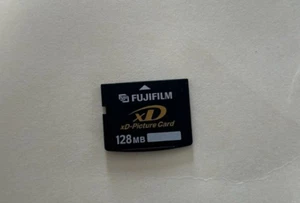 FUJIFILM
xD
xD-Picture Card
128MB